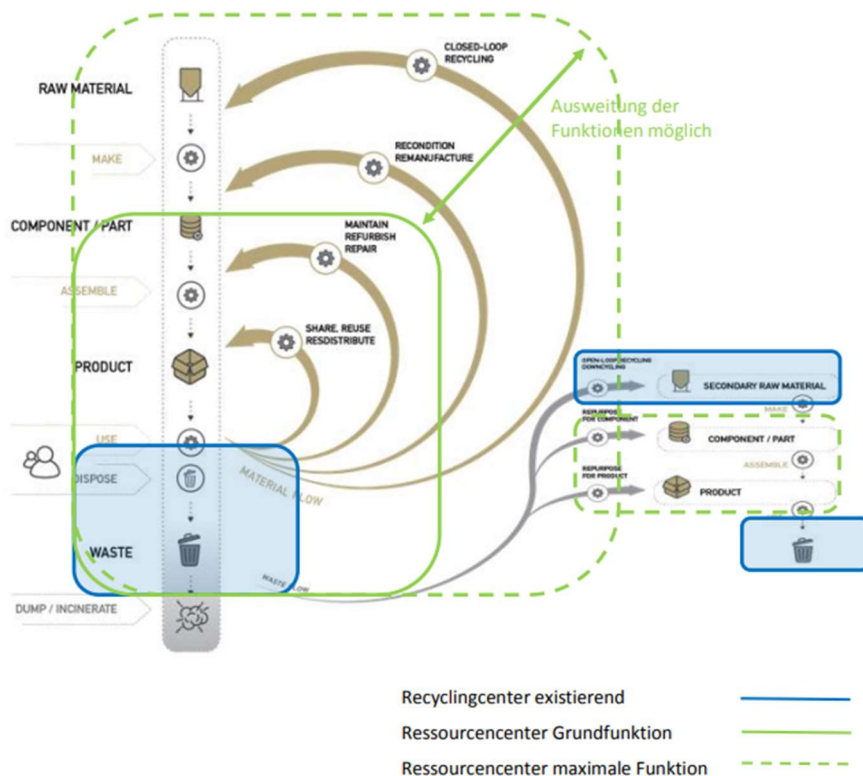 CLOSED-LOOP
RECYCLING
RAW MATERIAL
Ausweitung der
Funktionen möglich
MAKE
RECONDITION
REMANUFACTURE
COMPONENT / PART
MAINTAIN
REFURBISH
REPAIR
ASSEMBLE
SHARE, REUSE
RESDISTRIBUTE
PRODUCT
OPEN-LOOP RECYCLING
DOWNCYCLING
SECONDARY RAW MATERIAL
MAKE
REPURPOSE
FOR COMPONENT
COMPONENT / PART
USE
ASSEMBLE
REPURPOSE
FOR PRODUCT
PRODUCT
DISPOSE
MATERIAL FLOW
WASTE
WASTE FLOW
DUMP / INCINERATE
Recyclingcenter existierend
Ressourcencenter Grundfunktion
Ressourcencenter maximale Funktion